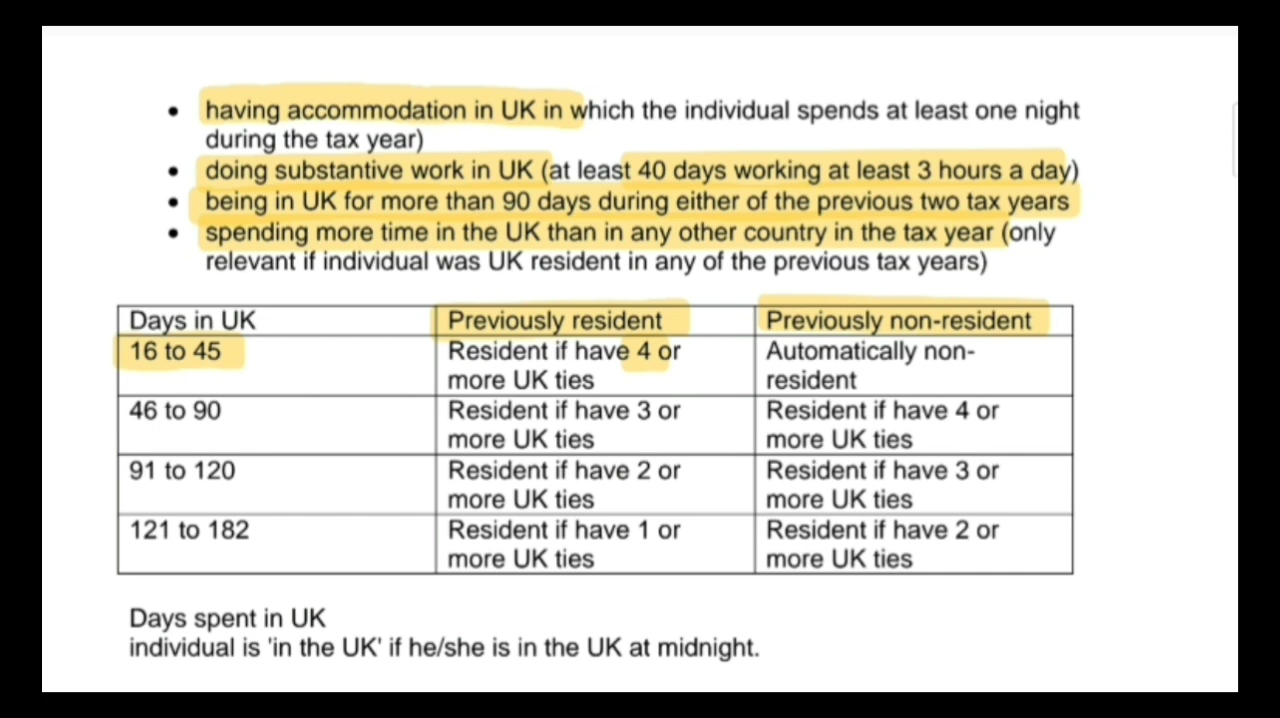 • having accommodation in UK in which the individual spends at least one night
during the tax year)
• doing substantive work in UK (at least 40 days working at least 3 hours a day)
• being in UK for more than 90 days during either of the previous two tax years
• spending more time in the UK than in any other country in the tax year (only
relevant if individual was UK resident in any of the previous tax years)
Days in UK Previously resident Previously non-resident
16 to 45 Resident if have 4 or Automatically non-
more UK ties resident
46 to 90 Resident if have 3 or Resident if have 4 or
more UK ties more UK ties
91 to 120 Resident if have 2 or Resident if have 3 or
more UK ties more UK ties
121 to 182 Resident if have 1 or Resident if have 2 or
more UK ties more UK ties
Days spent in UK
individual is 'in the UK' if he/she is in the UK at midnight.